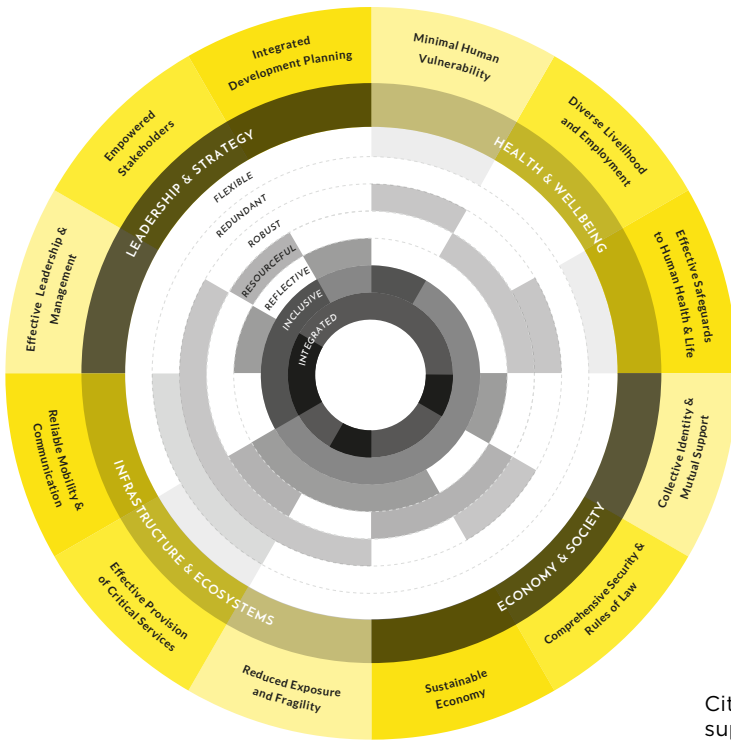 Integrated
Development Planning
Minimal Human
Vulnerability
Diverse Livelihood
and Employment
Effective Safeguards
to Human Health & Life
Collective Identity &
Mutual Support
Comprehensive Security &
Rules of Law
Sustainable
Economy
Reduced Exposure
and Fragility
Effective Provision
of Critical Services
Reliable Mobility &
Communication
Effective Leadership &
Management
Empowered
Stakeholders
LEADERSHIP & STRATEGY
HEALTH & WELLBEING
ECONOMY & SOCIETY
INFRASTRUCTURE & ECOSYSTEMS
FLEXIBLE
REDUNDANT
ROBUST
RESOURCEFUL
REFLECTIVE
INCLUSIVE
INTEGRATED